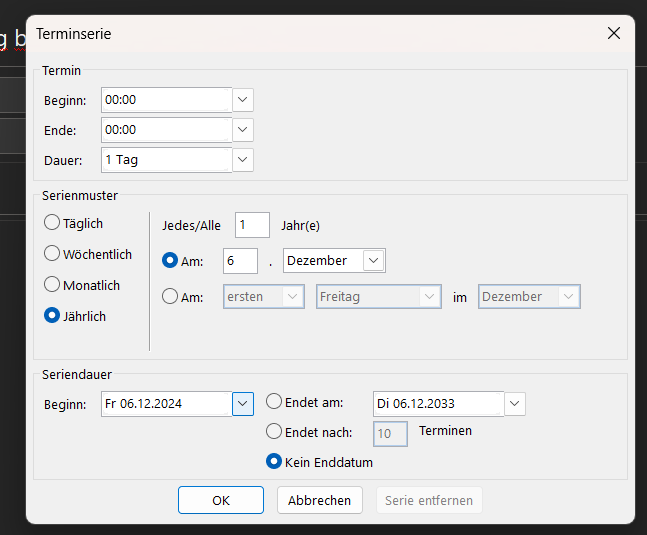 g b
Terminserie
Termin
Beginn: 00:00
Ende: 00:00
Dauer: 1 Tag
Serienmuster
Täglich
Wöchentlich
Monatlich
Jährlich
Jedes/Alle 1 Jahr(e)
Am: 6 . Dezember
Am: ersten Freitag im Dezember
Seriendauer
Beginn: Fr 06.12.2024
Endet am: Di 06.12.2033
Endet nach: 10 Terminen
Kein Enddatum
OK Abbrechen Serie entfernen